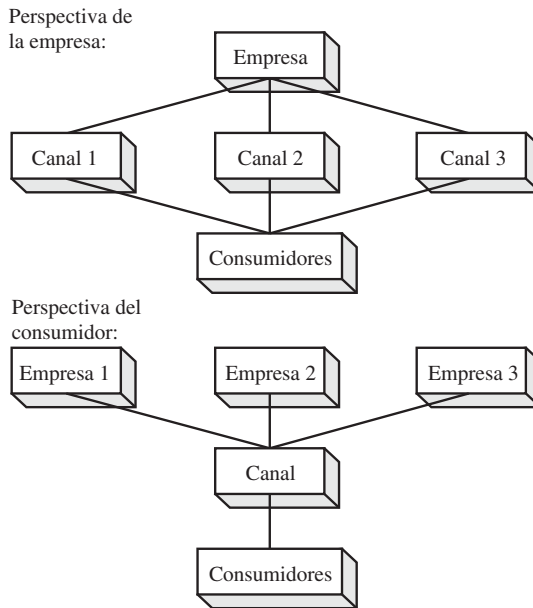 Perspectiva de
la empresa:
Empresa
Canal 1
Canal 2
Canal 3
Consumidores
Perspectiva del
consumidor:
Empresa 1
Empresa 2
Empresa 3
Canal
Consumidores